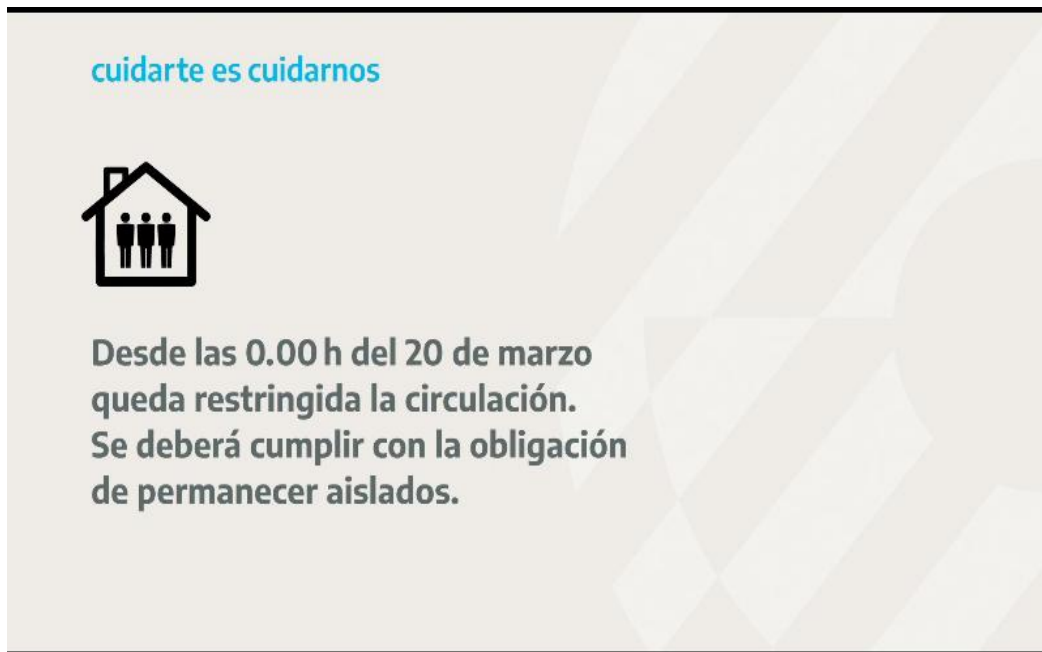 cuidarte es cuidarnos
Desde las 0.00 h del 20 de marzo
queda restringida la circulación.
Se deberá cumplir con la obligación
de permanecer aislados.